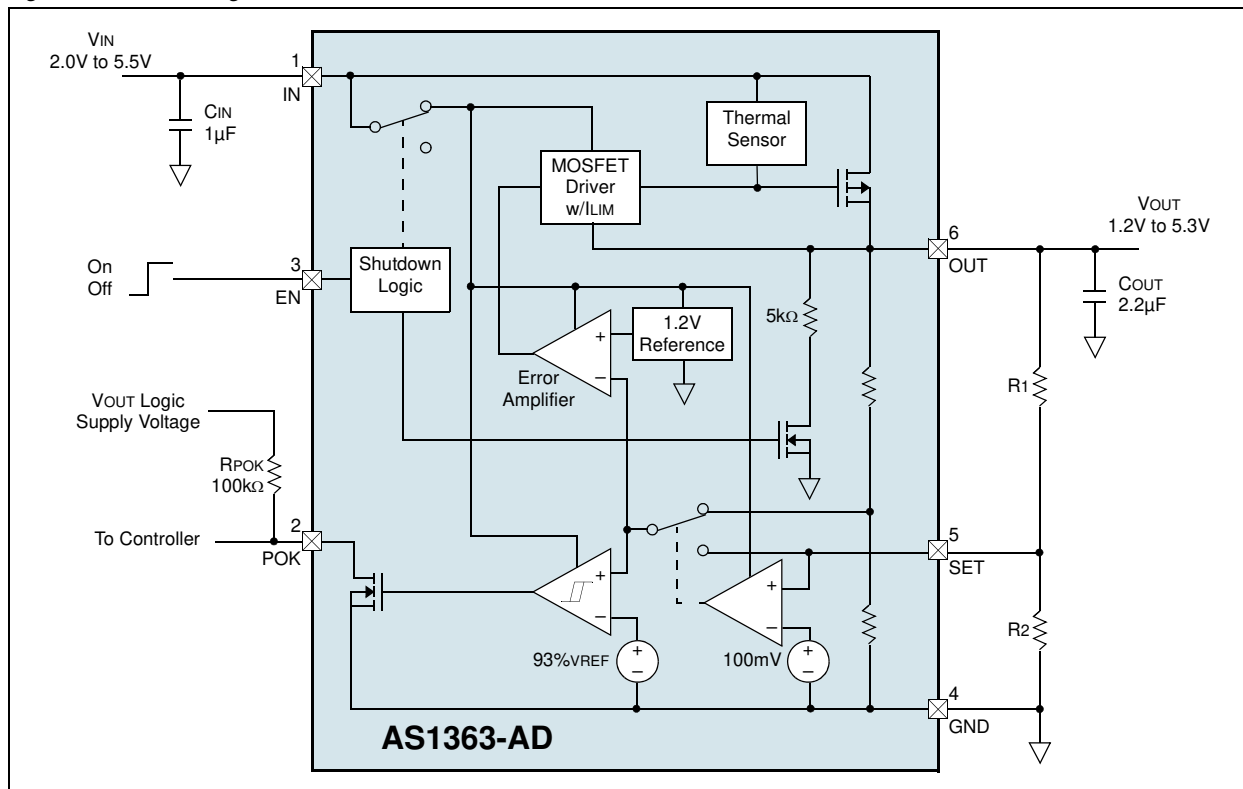 VIN
2.0V to 5.5V
CIN
1µF
1
IN
Thermal
Sensor
MOSFET
Driver
w/ILIM
VOUT
1.2V to 5.3V
6
OUT
COUT
2.2µF
On
Off
3
EN
Shutdown
Logic
5kΩ
+
−
1.2V
Reference
Error
Amplifier
R1
VOUT Logic
Supply Voltage
RPOK
100kΩ
To Controller
2
POK
5
SET
+
−
+
−
R2
93%VREF
+
−
100mV
+
−
4
GND
AS1363-AD